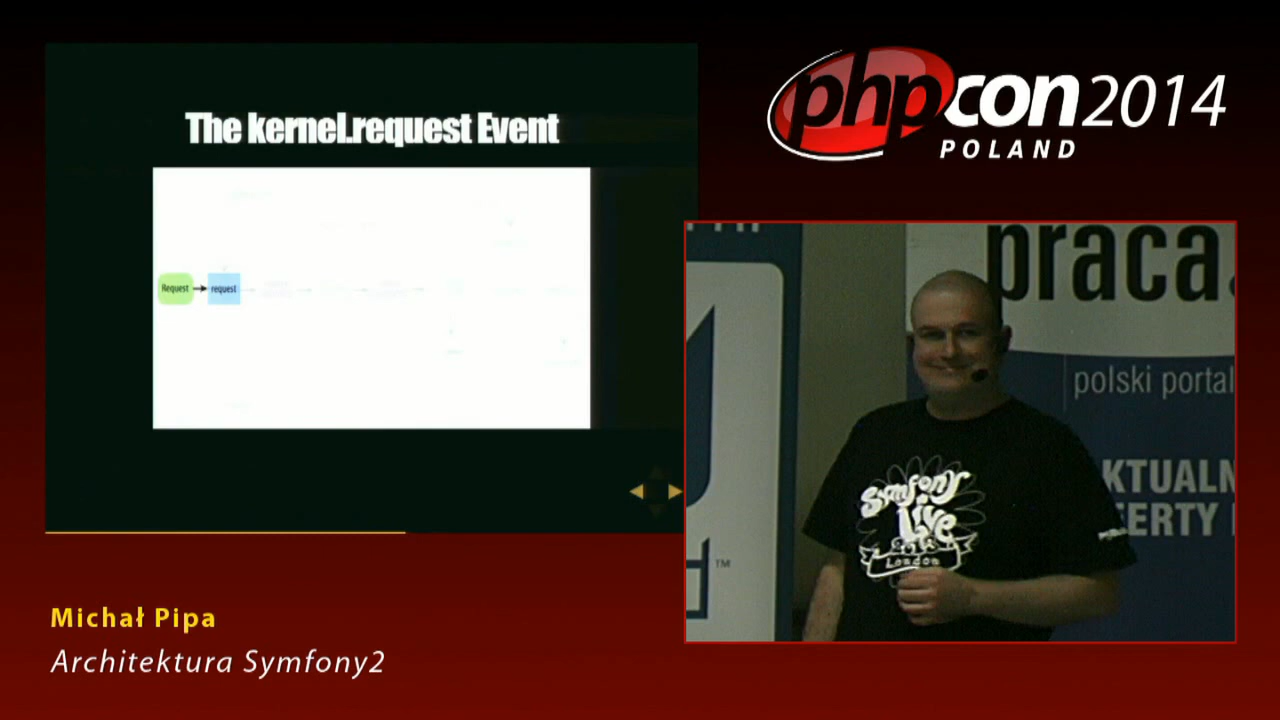 The kernel.request Event
Request
request
phpcon2014
POLAND
praca.
polski portal
KTUALN
ERTY
Symfony
Live
London
TM
Michał Pipa
Architektura Symfony2